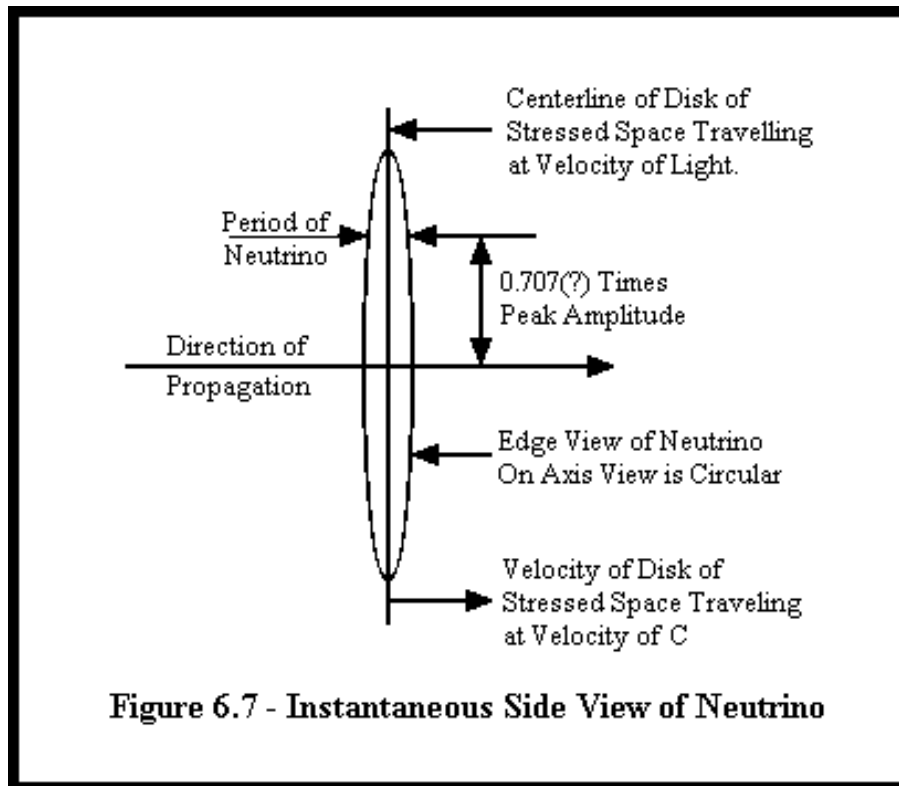 Centerline of Disk of
Stressed Space Travelling
at Velocity of Light.
Period of
Neutrino
0.707(?) Times
Peak Amplitude
Direction of
Propagation
Edge View of Neutrino
On Axis View is Circular
Velocity of Disk of
Stressed Space Traveling
at Velocity of C
Figure 6.7 - Instantaneous Side View of Neutrino